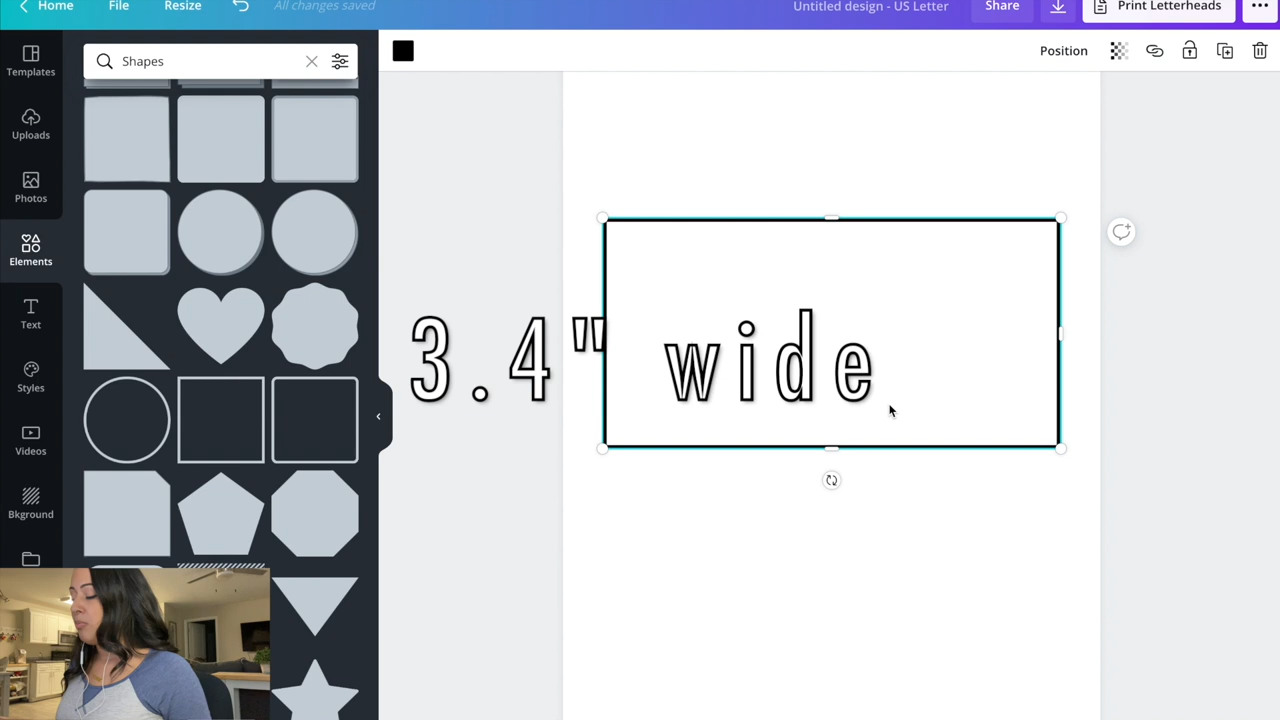 Home File Resize All changes saved Untitled design - US Letter Share Print Letterheads
Templates
Shapes
Position
Uploads
Photos
Elements
Text
Styles
Videos
Bkground
3.4" wide